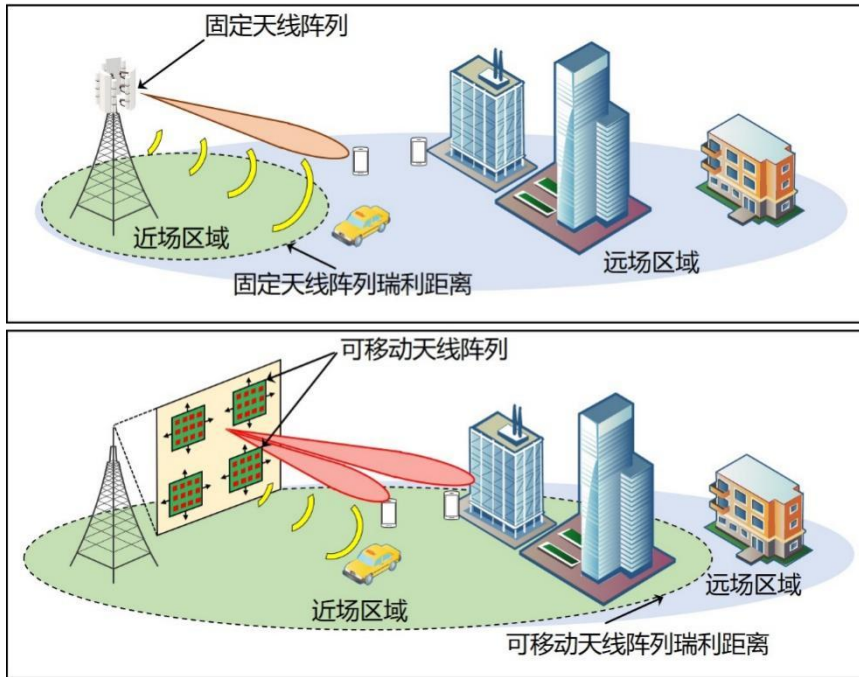 固定天线阵列
近场区域
远场区域
固定天线阵列瑞利距离
可移动天线阵列
近场区域
远场区域
可移动天线阵列瑞利距离